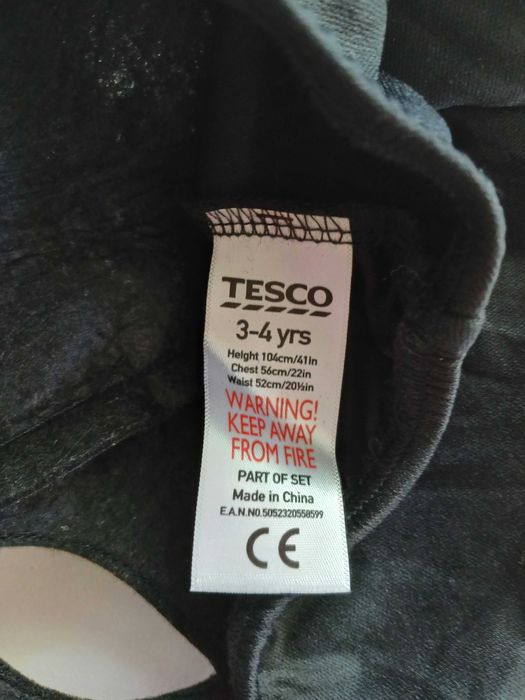 TESCO
3-4 yrs
Height 104cm/41in
Chest 56cm/22in
Waist 52cm/20½in
WARNING!
KEEP AWAY
FROM FIRE
PART OF SET
Made in China
E.A.N.NO.5052320558599
CE